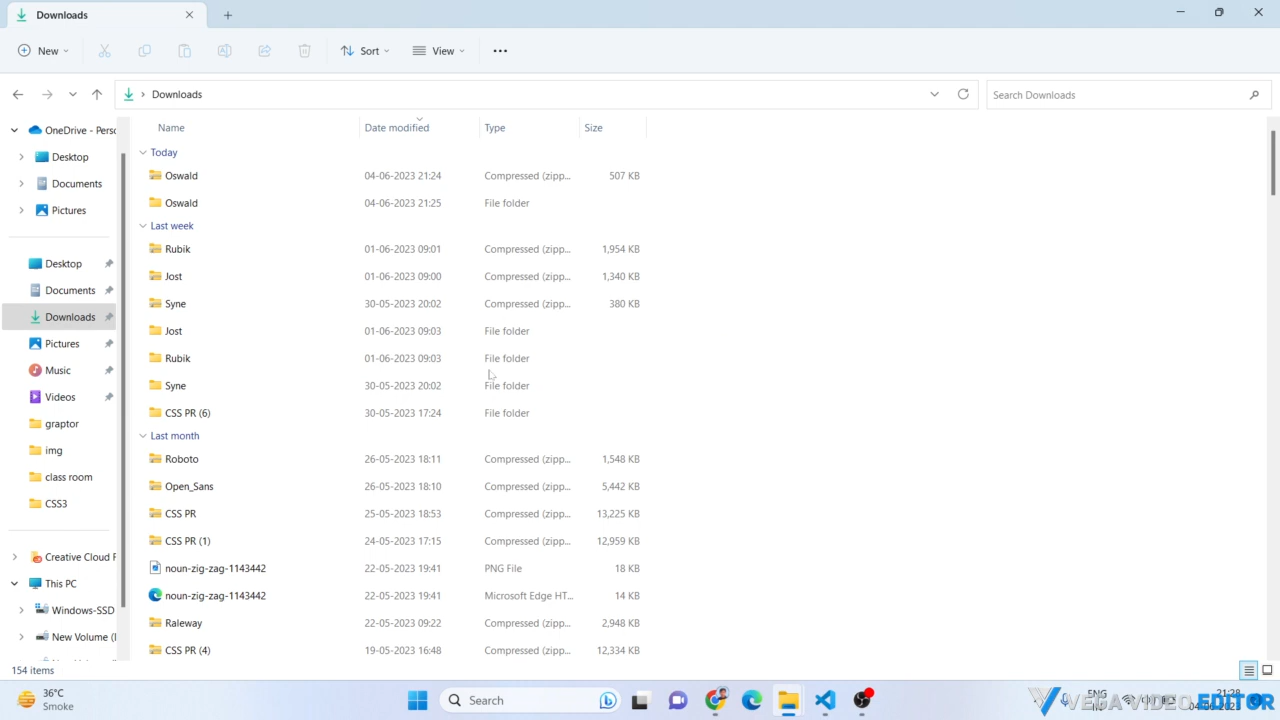 Downloads
New
Sort
View
Downloads
Search Downloads
Name Date modified Type Size
OneDrive - Perso
Desktop
Documents
Pictures
Desktop
Documents
Downloads
Pictures
Music
Videos
graptor
img
class room
CSS3
Creative Cloud F
This PC
Windows-SSD
New Volume (
Today
Oswald 04-06-2023 21:24 Compressed (zipp... 507 KB
Oswald 04-06-2023 21:25 File folder
Last week
Rubik 01-06-2023 09:01 Compressed (zipp... 1,954 KB
Jost 01-06-2023 09:00 Compressed (zipp... 1,340 KB
Syne 30-05-2023 20:02 Compressed (zipp... 380 KB
Jost 01-06-2023 09:03 File folder
Rubik 01-06-2023 09:03 File folder
Syne 30-05-2023 20:02 File folder
CSS PR (6) 30-05-2023 17:24 File folder
Last month
Roboto 26-05-2023 18:11 Compressed (zipp... 1,548 KB
Open_Sans 26-05-2023 18:10 Compressed (zipp... 5,442 KB
CSS PR 25-05-2023 18:53 Compressed (zipp... 13,225 KB
CSS PR (1) 24-05-2023 17:15 Compressed (zipp... 12,959 KB
noun-zig-zag-1143442 22-05-2023 19:41 PNG File 18 KB
noun-zig-zag-1143442 22-05-2023 19:41 Microsoft Edge HT... 14 KB
Raleway 22-05-2023 09:22 Compressed (zipp... 2,948 KB
CSS PR (4) 19-05-2023 16:48 Compressed (zipp... 12,334 KB
154 items
36°C
Smoke
Search
ENG
21:28
04-06-2023
VEGA VIDEO EDITOR